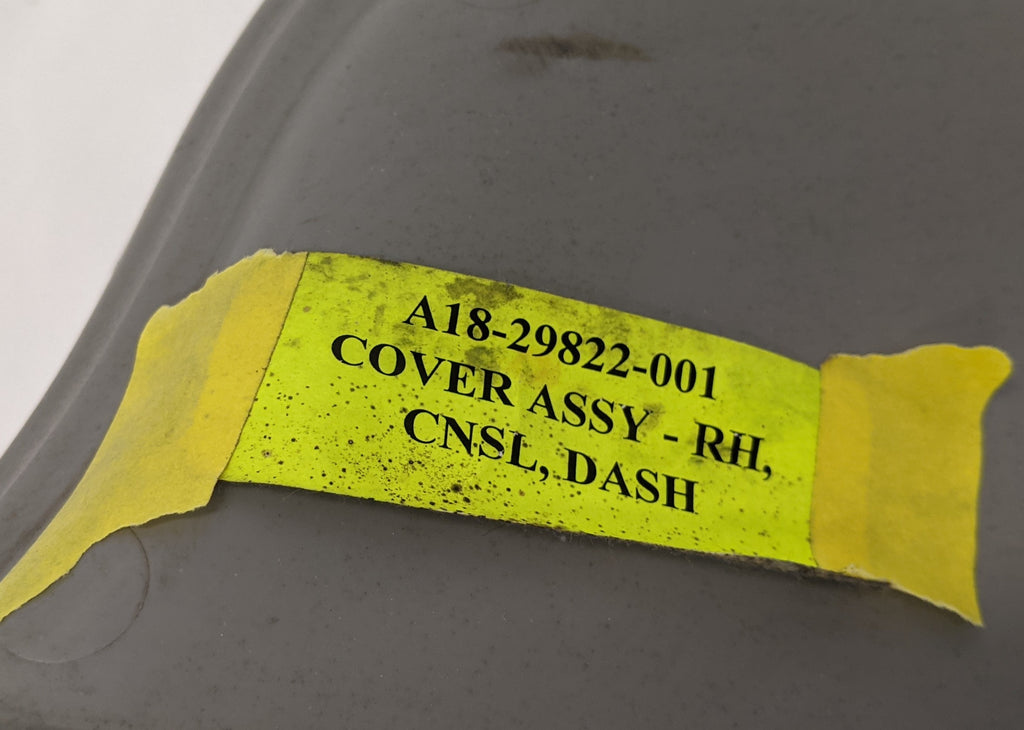 A18-29822-001
COVER ASSY - RH,
CNSL, DASH